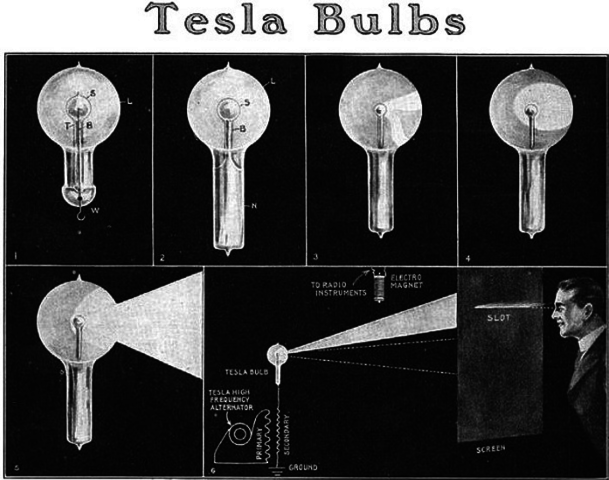 Tesla Bulbs
S
L
T
B
W
1
L
S
B
N
2
3
4
5
TO RADIO
INSTRUMENTS
ELECTRO
MAGNET
TESLA BULB
TESLA HIGH
FREQUENCY
ALTERNATOR
PRIMARY
SECONDARY
GROUND
6
SLOT
SCREEN